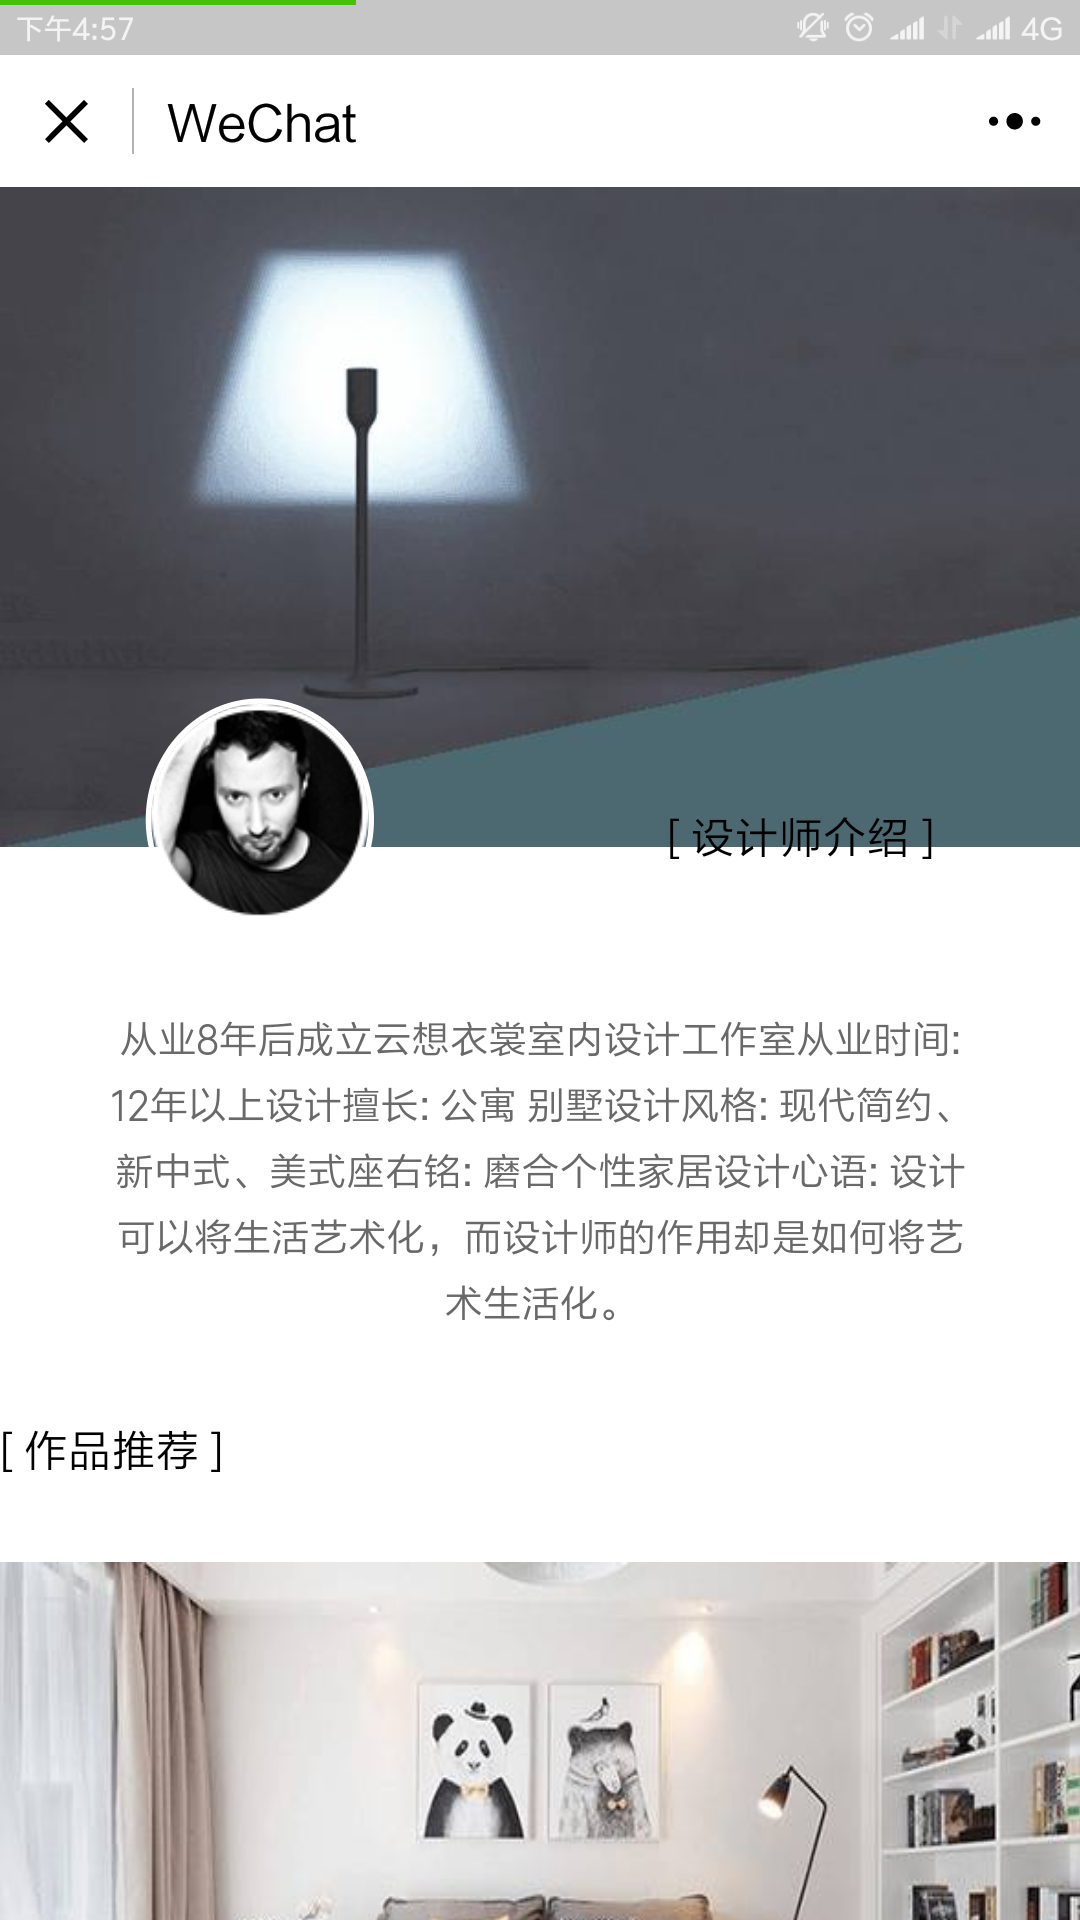 下午4:57
4G
WeChat
[ 设计师介绍 ]
从业8年后成立云想衣裳室内设计工作室从业时间:
12年以上设计擅长: 公寓 别墅设计风格: 现代简约、
新中式、美式座右铭: 磨合个性家居设计心语: 设计
可以将生活艺术化，而设计师的作用却是如何将艺
术生活化。
[ 作品推荐 ]